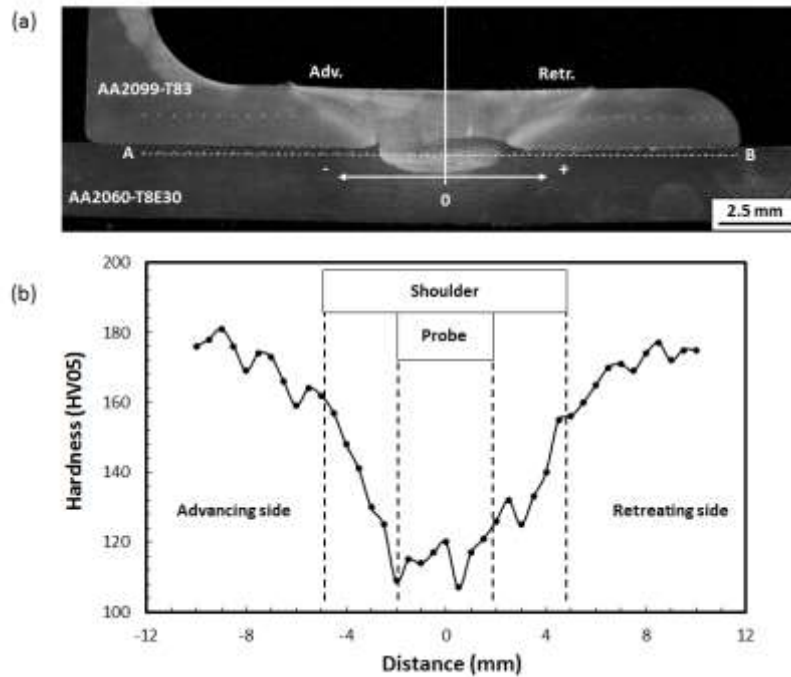 (a)
Adv.
Retr.
AA2099-T83
A
B
-
+
0
AA2060-T8E30
2.5 mm
(b)
200
180
160
140
120
100
Hardness (HV05)
Shoulder
Probe
Advancing side
Retreating side
-12
-8
-4
0
4
8
12
Distance (mm)